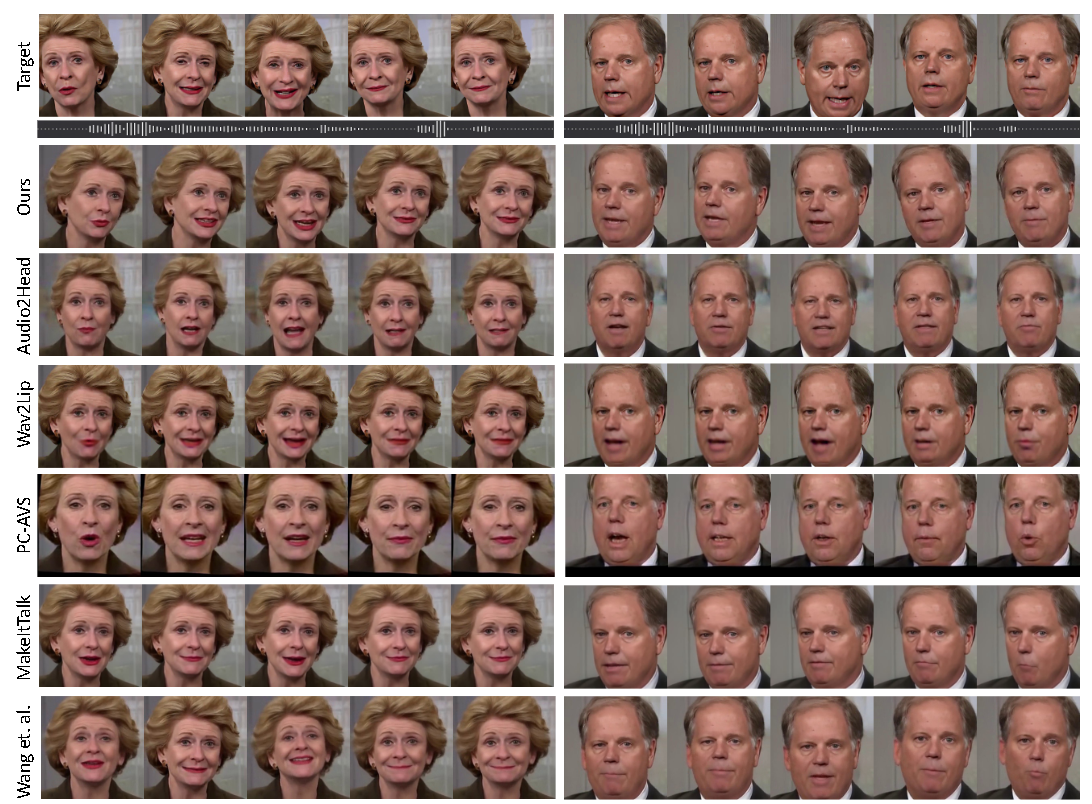 Target
Ours
Audio2Head
Wav2Lip
PC-AVS
MakeItTalk
Wang et. al.